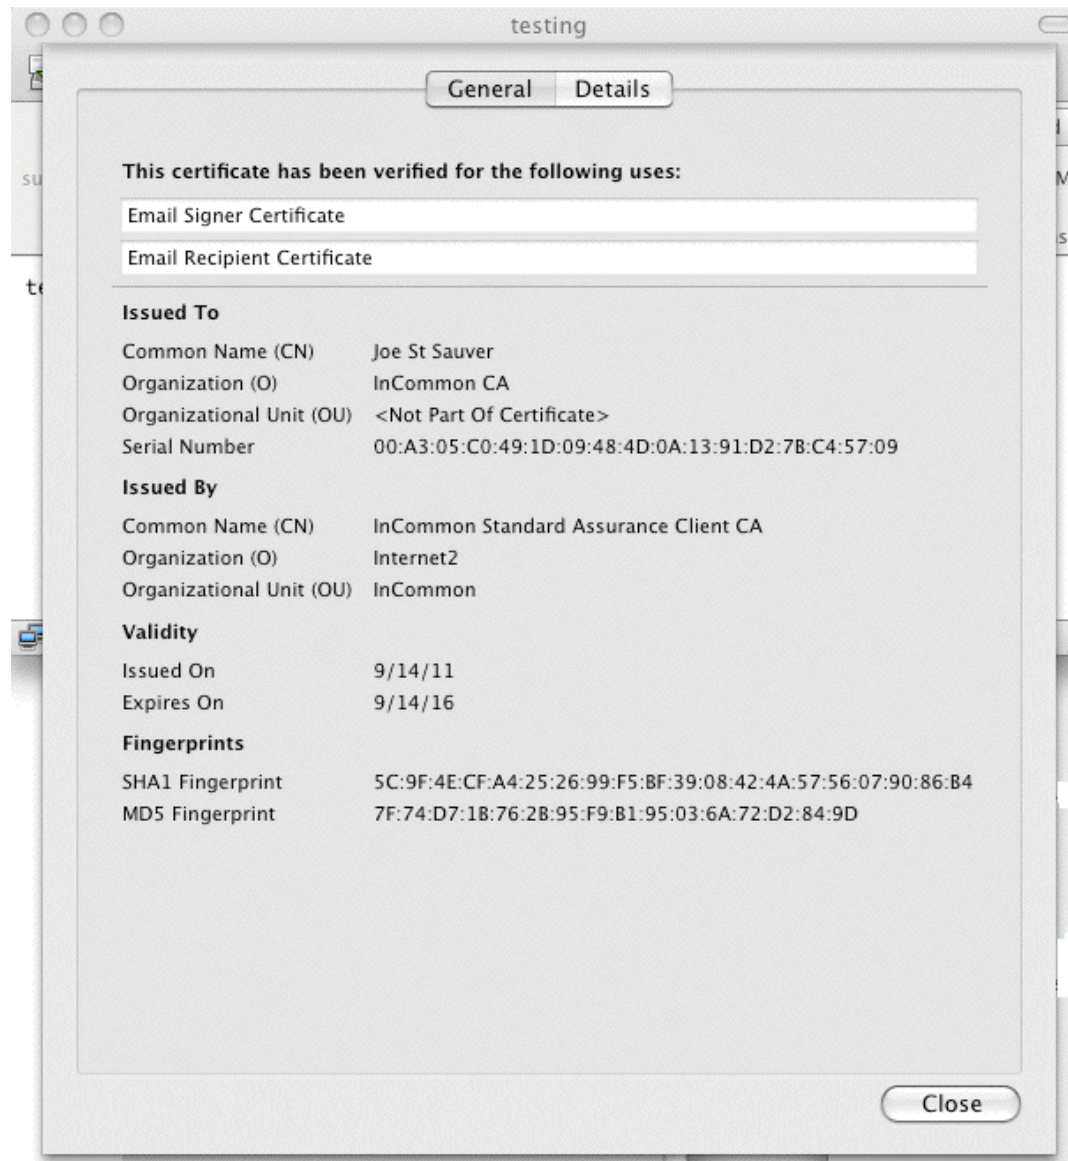 testing
General Details
This certificate has been verified for the following uses:
Email Signer Certificate
Email Recipient Certificate
Issued To
Common Name (CN) Joe St Sauver
Organization (O) InCommon CA
Organizational Unit (OU) <Not Part Of Certificate>
Serial Number 00:A3:05:C0:49:1D:09:48:4D:0A:13:91:D2:7B:C4:57:09
Issued By
Common Name (CN) InCommon Standard Assurance Client CA
Organization (O) Internet2
Organizational Unit (OU) InCommon
Validity
Issued On 9/14/11
Expires On 9/14/16
Fingerprints
SHA1 Fingerprint 5C:9F:4E:CF:A4:25:26:99:F5:BF:39:08:42:4A:57:56:07:90:86:B4
MD5 Fingerprint 7F:74:D7:1B:76:2B:95:F9:B1:95:03:6A:72:D2:84:9D
Close